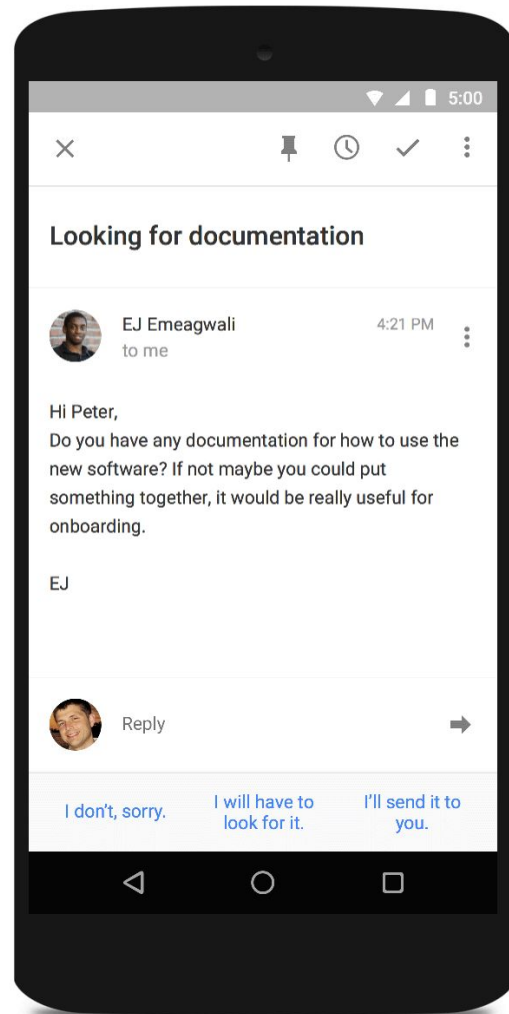 5:00
Looking for documentation
EJ Emeagwali
4:21 PM
to me
Hi Peter,
Do you have any documentation for how to use the
new software? If not maybe you could put
something together, it would be really useful for
onboarding.
EJ
Reply
I don't, sorry.
I will have to
look for it.
I'll send it to
you.